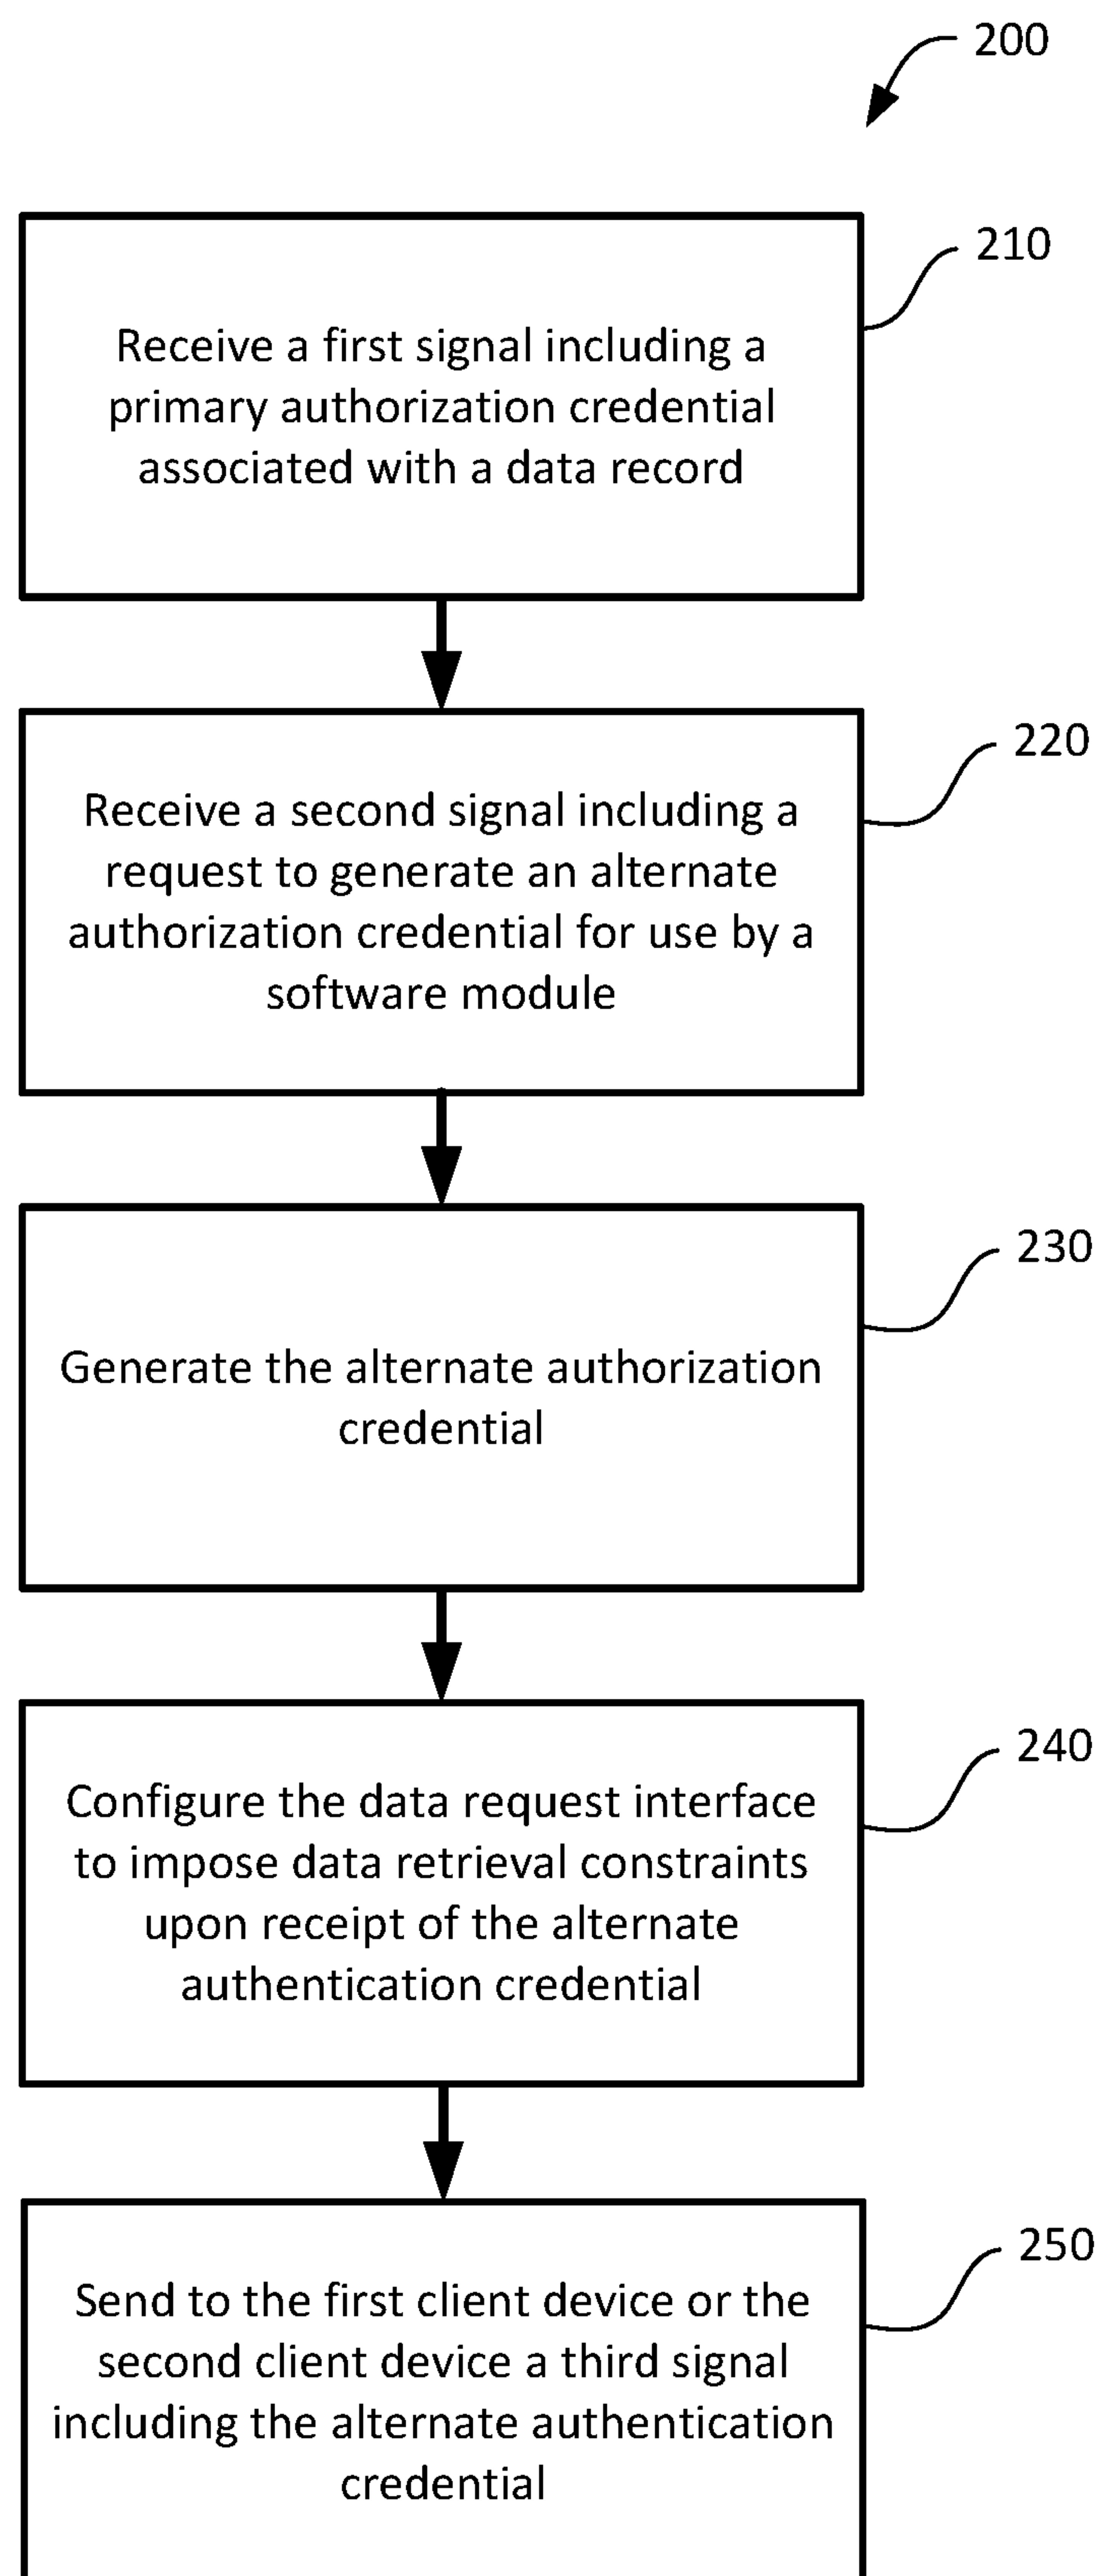 200
210
Receive a first signal including a
primary authorization credential
associated with a data record
220
Receive a second signal including a
request to generate an alternate
authorization credential for use by a
software module
230
Generate the alternate authorization
credential
240
Configure the data request interface
to impose data retrieval constraints
upon receipt of the alternate
authentication credential
250
Send to the first client device or the
second client device a third signal
including the alternate authentication
credential